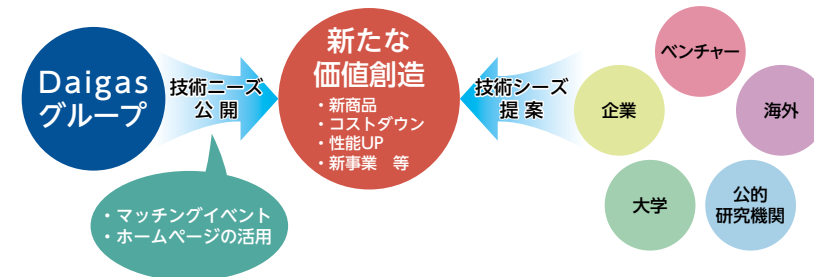 Daigas
グループ
技術ニーズ
公 開
・マッチングイベント
・ホームページの活用
新たな
価値創造
・新商品
・コストダウン
・性能UP
・新事業　等
技術シーズ
提 案
ベンチャー
企業
海外
大学
公的
研究機関